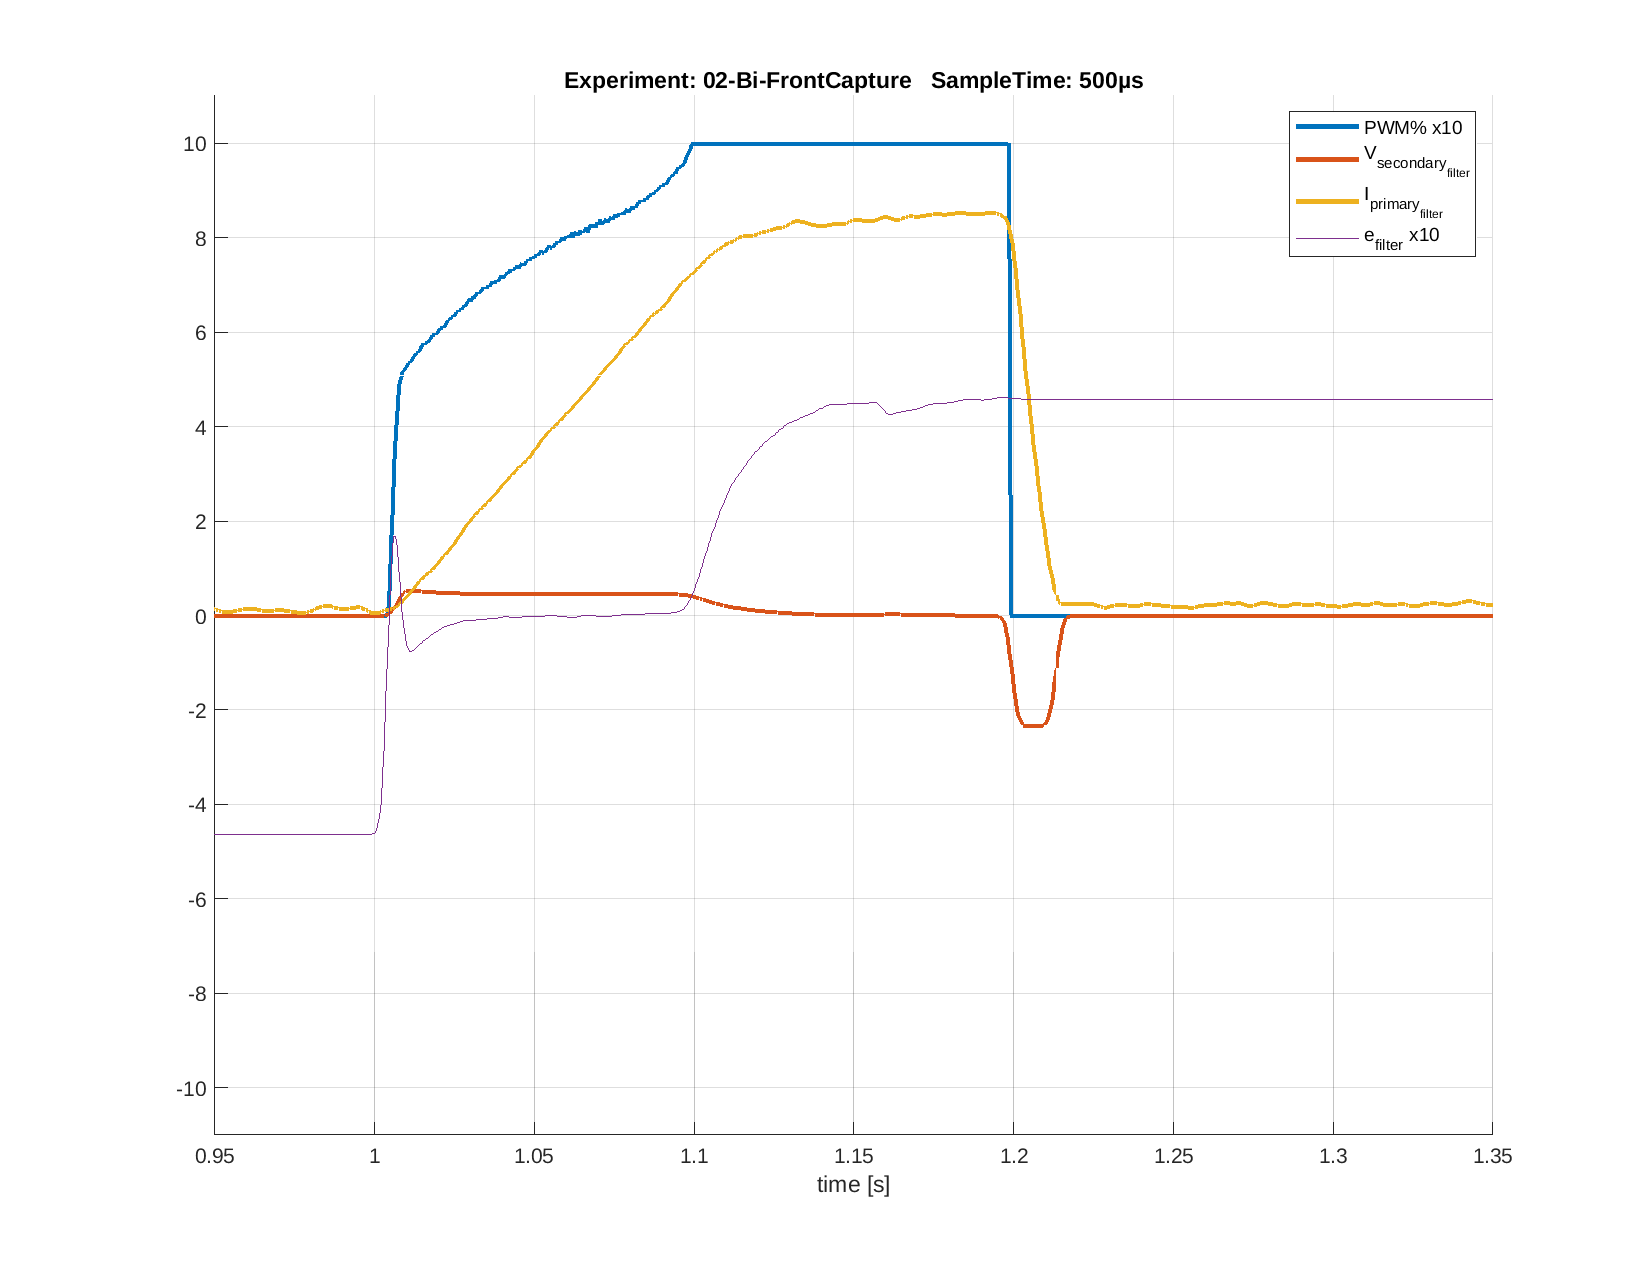 Experiment: 02-Bi-FrontCapture   SampleTime: 500µs
PWM% x10
Vsecondaryfilter
Iprimaryfilter
efilter x10
10
8
6
4
2
0
-2
-4
-6
-8
-10
0.95 1 1.05 1.1 1.15 1.2 1.25 1.3 1.35
time [s]